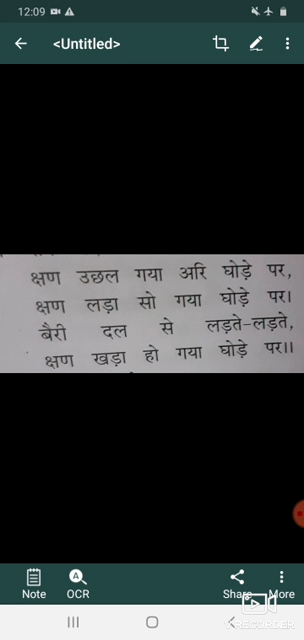 12:09
<Untitled>
क्षण उछल गया अरि घोड़े पर,
क्षण लड़ा सो गया घोड़े पर।
बैरी दल से लड़ते-लड़ते,
क्षण खड़ा हो गया घोड़े पर॥
Note OCR Share More
RECORDER